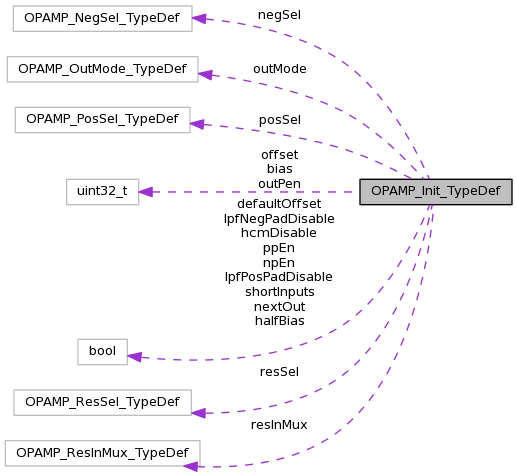 OPAMP_NegSel_TypeDef
negSel
OPAMP_OutMode_TypeDef
outMode
OPAMP_PosSel_TypeDef
posSel
offset
bias
outPen
uint32_t
OPAMP_Init_TypeDef
defaultOffset
lpfNegPadDisable
hcmDisable
ppEn
npEn
lpfPosPadDisable
shortInputs
nextOut
halfBias
bool
resSel
OPAMP_ResSel_TypeDef
resInMux
OPAMP_ResInMux_TypeDef